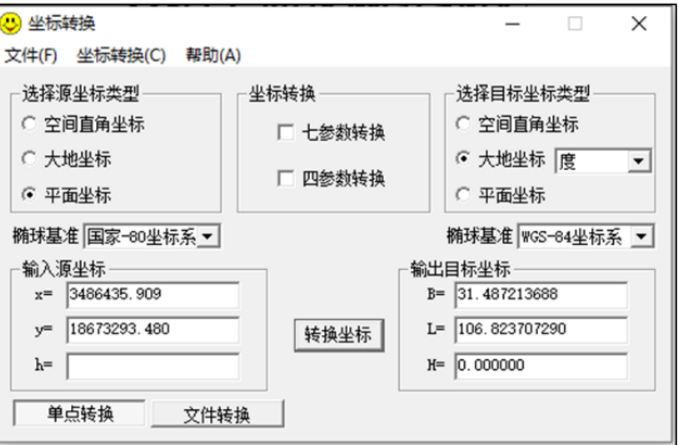 坐标转换
文件(F) 坐标转换(C) 帮助(A)
选择源坐标类型
空间直角坐标
大地坐标
平面坐标
坐标转换
七参数转换
四参数转换
选择目标坐标类型
空间直角坐标
大地坐标 度
平面坐标
椭球基准 国家-80坐标系
椭球基准 WGS-84坐标系
输入源坐标
x= 3486435.909
y= 18673293.480
h=
转换坐标
输出目标坐标
B= 31.487213688
L= 106.823707290
H= 0.000000
单点转换 文件转换